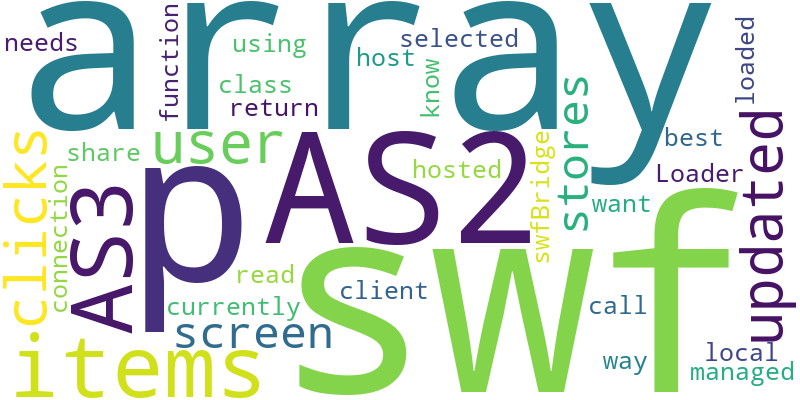 array
needs
function
using
host
selected
know
loaded
class
return
clicks
share
user
AS2
hosted
swfBridge
stores
best
Loader
want
updated
connection
AS3
p
read
currently
screen
client
swf
call
way
local
managed
items